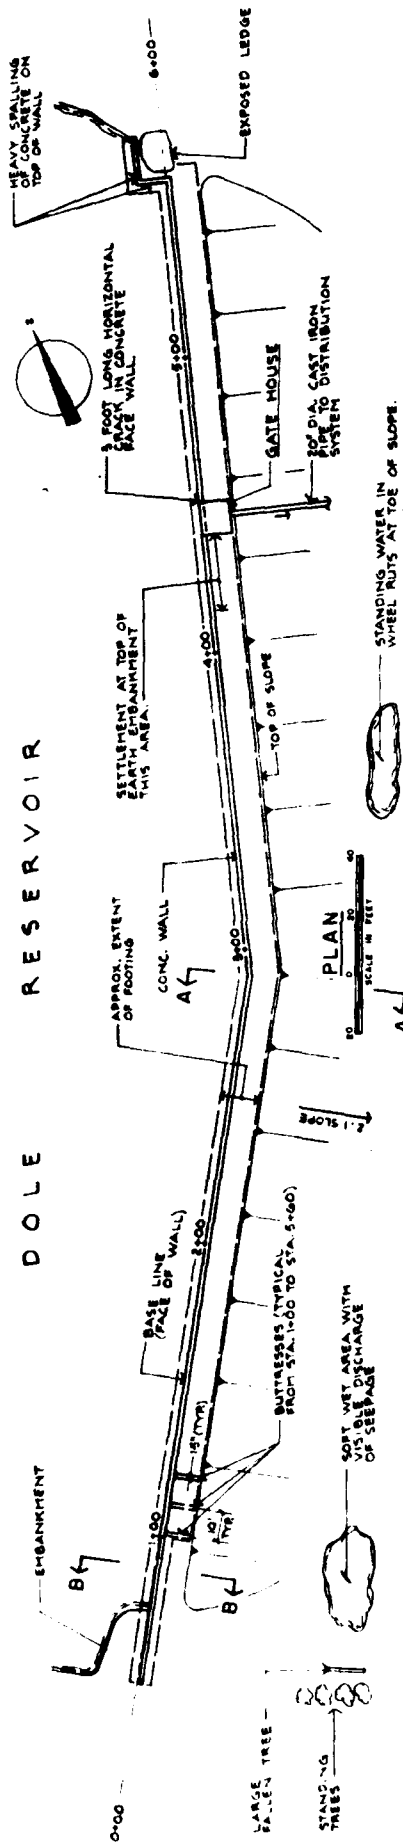 DOLE RESERVOIR
HEAVY SPALLING
OF CONCRETE ON
TOP OF WALL
6+00
EXPOSED LEDGE
5 FOOT LONG HORIZONTAL
CRACK IN CONCRETE
FACE WALL.
5+00
GATE HOUSE
20" DIA. CAST IRON
PIPE TO DISTRIBUTION
SYSTEM
SETTLEMENT AT TOP OF
EARTH EMBANKMENT
THIS AREA.
4+00
TOP OF SLOPE
STANDING WATER IN
WHEEL RUTS AT TOE OF SLOPE.
CONC. WALL
APPROX. EXTENT
OF FOOTING
3+00
A
A
PLAN
20 0 20 40
SCALE IN FEET
2:1 SLOPE
BASE LINE
(FACE OF WALL)
2+00
BUTTRESSES (TYPICAL
FROM STA. 1+00 TO STA. 5+60)
15" (TYP.)
10'
TYP.
1+00
EMBANKMENT
B
B
SOFT WET AREA WITH
VISIBLE DISCHARGE
OF SEEPAGE
0+00
LARGE
FALLEN TREE
STANDING
TREES